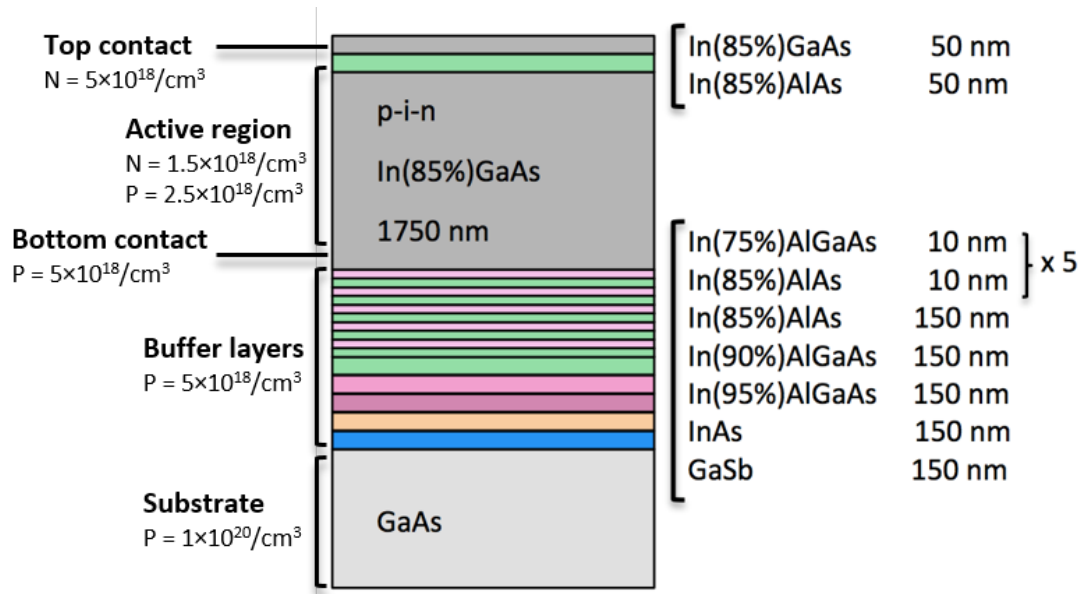 Top contact
N = 5×10¹⁸/cm³
Active region
N = 1.5×10¹⁸/cm³
P = 2.5×10¹⁸/cm³
Bottom contact
P = 5×10¹⁸/cm³
Buffer layers
P = 5×10¹⁸/cm³
Substrate
P = 1×10²⁰/cm³
p-i-n
In(85%)GaAs
1750 nm
GaAs
In(85%)GaAs 50 nm
In(85%)AlAs 50 nm
In(75%)AlGaAs 10 nm
In(85%)AlAs 10 nm
x 5
In(85%)AlAs 150 nm
In(90%)AlGaAs 150 nm
In(95%)AlGaAs 150 nm
InAs 150 nm
GaSb 150 nm